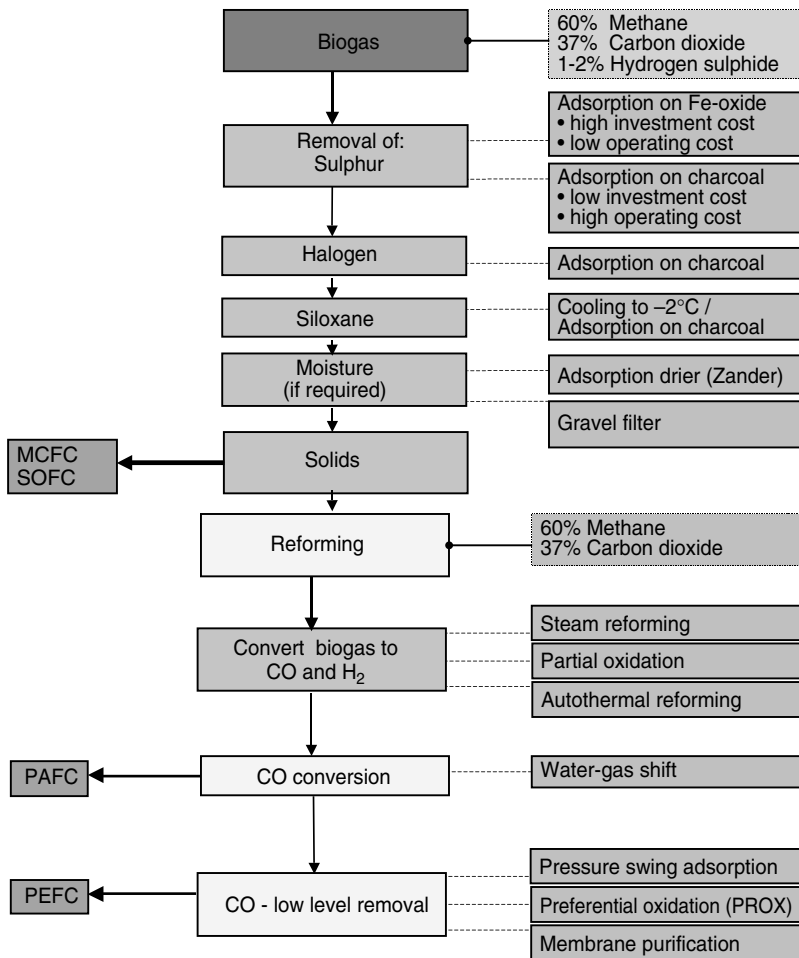 Biogas
60% Methane
37% Carbon dioxide
1-2% Hydrogen sulphide
Removal of:
Sulphur
Adsorption on Fe-oxide
• high investment cost
• low operating cost
Adsorption on charcoal
• low investment cost
• high operating cost
Halogen
Adsorption on charcoal
Siloxane
Cooling to –2°C /
Adsorption on charcoal
Moisture
(if required)
Adsorption drier (Zander)
Gravel filter
MCFC
SOFC
Solids
Reforming
60% Methane
37% Carbon dioxide
Convert biogas to
CO and H₂
Steam reforming
Partial oxidation
Autothermal reforming
PAFC
CO conversion
Water-gas shift
PEFC
CO - low level removal
Pressure swing adsorption
Preferential oxidation (PROX)
Membrane purification